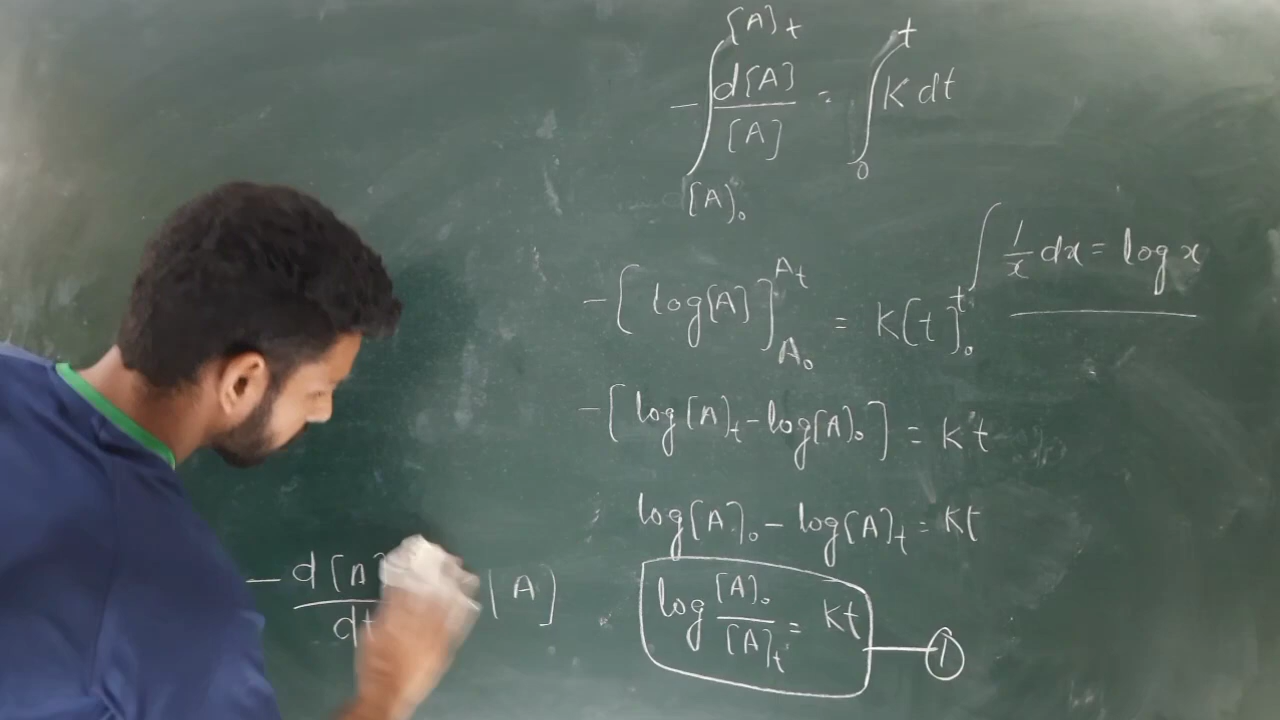 -∫[A]₀^[A]t d[A]/[A] = ∫₀^t K dt
∫ 1/x dx = log x
-[log[A]]A₀^At = K[t]₀^t
-[log[A]t - log[A]₀] = Kt
log[A]₀ - log[A]t = Kt
-d[A]/dt [A]
log [A]₀/[A]t = Kt — ①